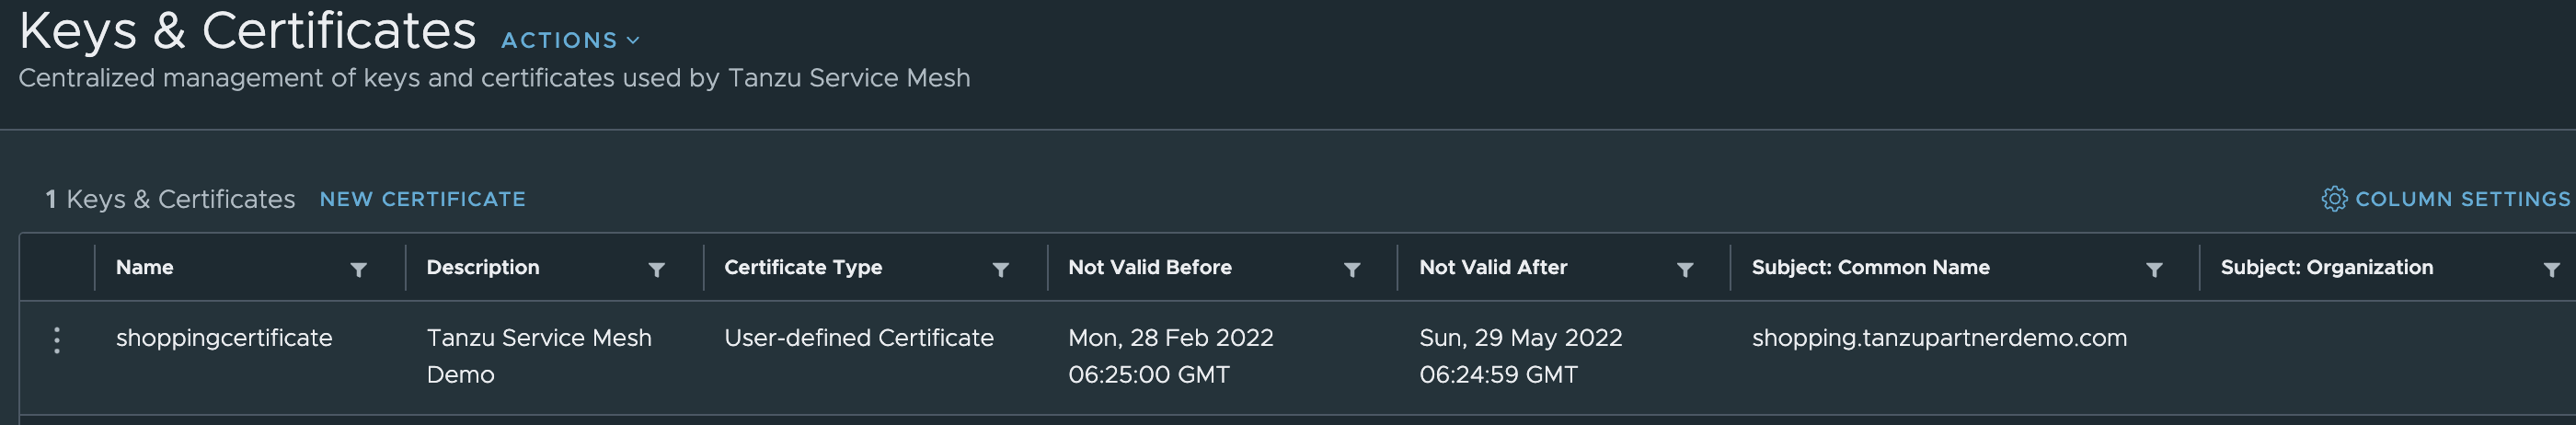 Keys & Certificates ACTIONS
Centralized management of keys and certificates used by Tanzu Service Mesh
1 Keys & Certificates NEW CERTIFICATE COLUMN SETTINGS
Name Description Certificate Type Not Valid Before Not Valid After Subject: Common Name Subject: Organization
shoppingcertificate Tanzu Service Mesh User-defined Certificate Mon, 28 Feb 2022 Sun, 29 May 2022 shopping.tanzupartnerdemo.com
Demo 06:25:00 GMT 06:24:59 GMT